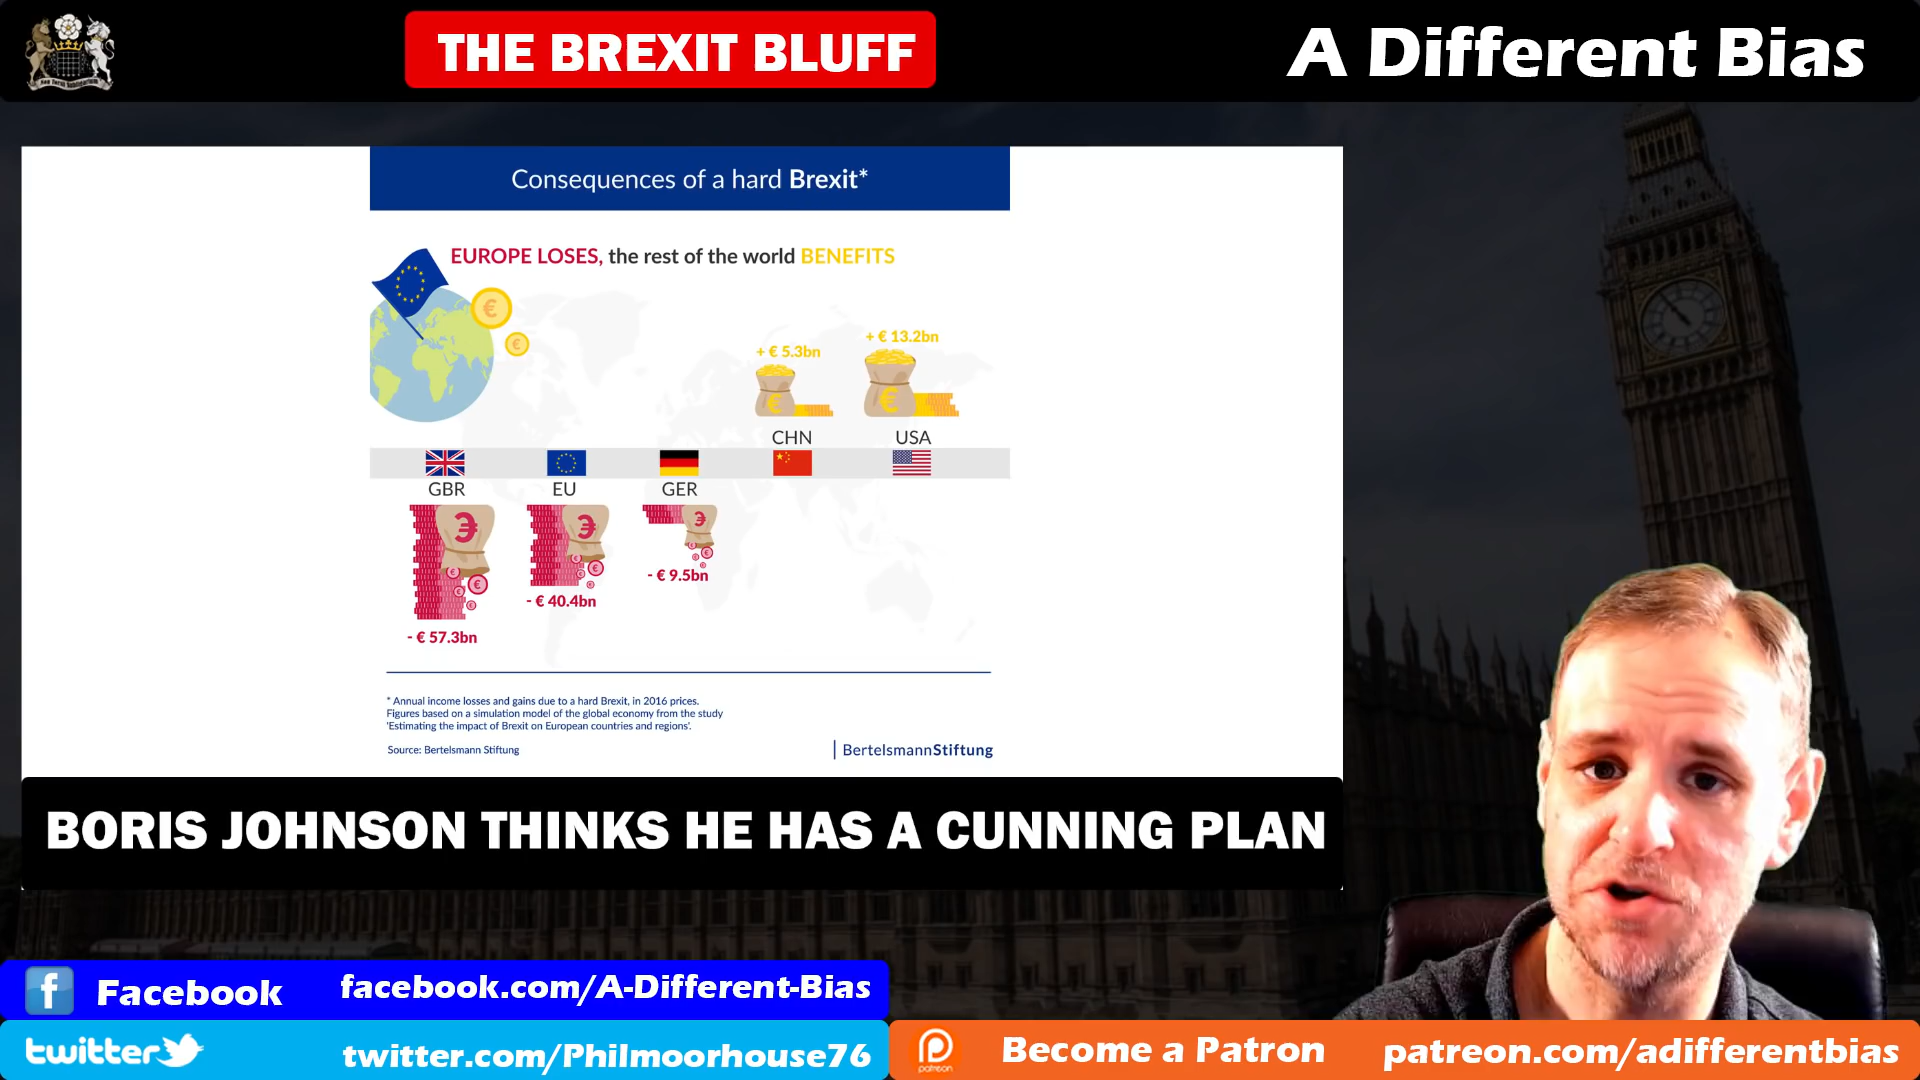 THE BREXIT BLUFF
A Different Bias
Consequences of a hard Brexit*
EUROPE LOSES, the rest of the world BENEFITS
€
€
+ € 13.2bn
+ € 5.3bn
€
€
CHN
USA
GBR
EU
GER
- € 9.5bn
- € 40.4bn
- € 57.3bn
* Annual income losses and gains due to a hard Brexit, in 2016 prices.
Figures based on a simulation model of the global economy from the study
'Estimating the impact of Brexit on European countries and regions'.
Source: Bertelsmann Stiftung
BertelsmannStiftung
BORIS JOHNSON THINKS HE HAS A CUNNING PLAN
f Facebook
facebook.com/A-Different-Bias
twitter
twitter.com/Philmoorhouse76
patreon
Become a Patron
patreon.com/adifferentbias